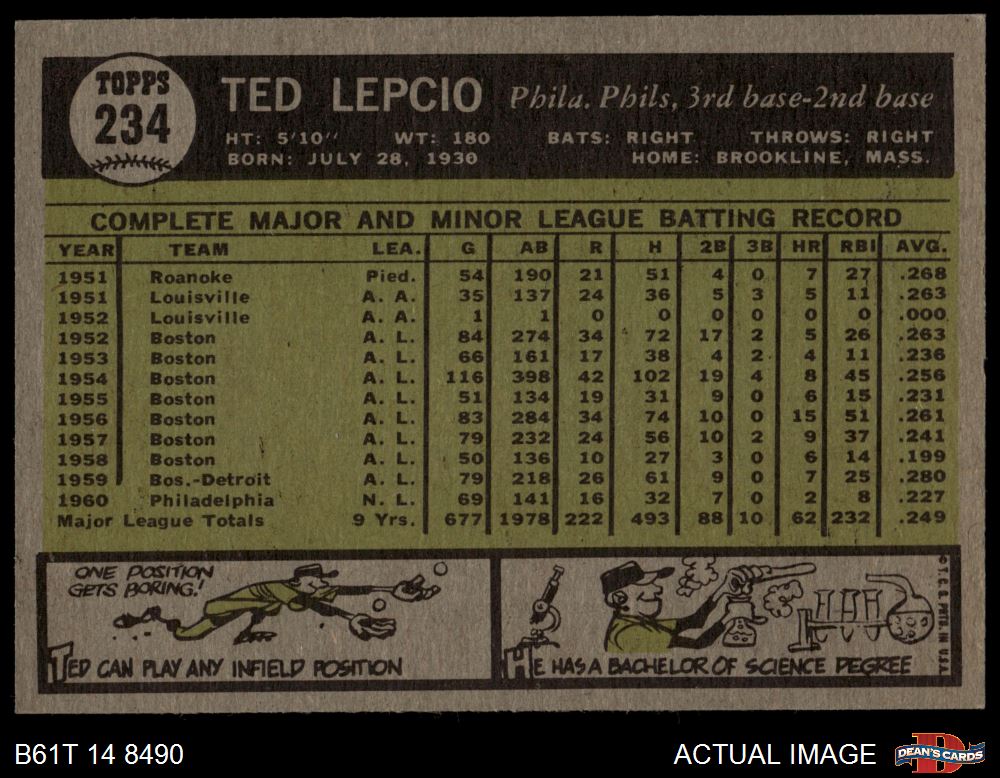 TOPPS
234
TED LEPCIO Phila. Phils, 3rd base-2nd base
HT: 5'10" WT: 180 BATS: RIGHT THROWS: RIGHT
BORN: JULY 28, 1930 HOME: BROOKLINE, MASS.
COMPLETE MAJOR AND MINOR LEAGUE BATTING RECORD
YEAR TEAM LEA. G AB R H 2B 3B HR RBI AVG.
1951 Roanoke Pied. 54 190 21 51 4 0 7 27 .268
1951 Louisville A. A. 35 137 24 36 5 3 5 11 .263
1952 Louisville A. A. 1 1 0 0 0 0 0 0 .000
1952 Boston A. L. 84 274 34 72 17 2 5 26 .263
1953 Boston A. L. 66 161 17 38 4 2 4 11 .236
1954 Boston A. L. 116 398 42 102 19 4 8 45 .256
1955 Boston A. L. 51 134 19 31 9 0 6 15 .231
1956 Boston A. L. 83 284 34 74 10 0 15 51 .261
1957 Boston A. L. 79 232 24 56 10 2 9 37 .241
1958 Boston A. L. 50 136 10 27 3 0 6 14 .199
1959 Bos.-Detroit A. L. 79 218 26 61 9 0 7 25 .280
1960 Philadelphia N. L. 69 141 16 32 7 0 2 8 .227
Major League Totals 9 Yrs. 677 1978 222 493 88 10 62 232 .249
ONE POSITION
GETS BORING!
TED CAN PLAY ANY INFIELD POSITION
HE HAS A BACHELOR OF SCIENCE DEGREE
© T. C. G. PRTD. IN U.S.A.
B61T 14 8490
ACTUAL IMAGE
DEAN'S CARDS